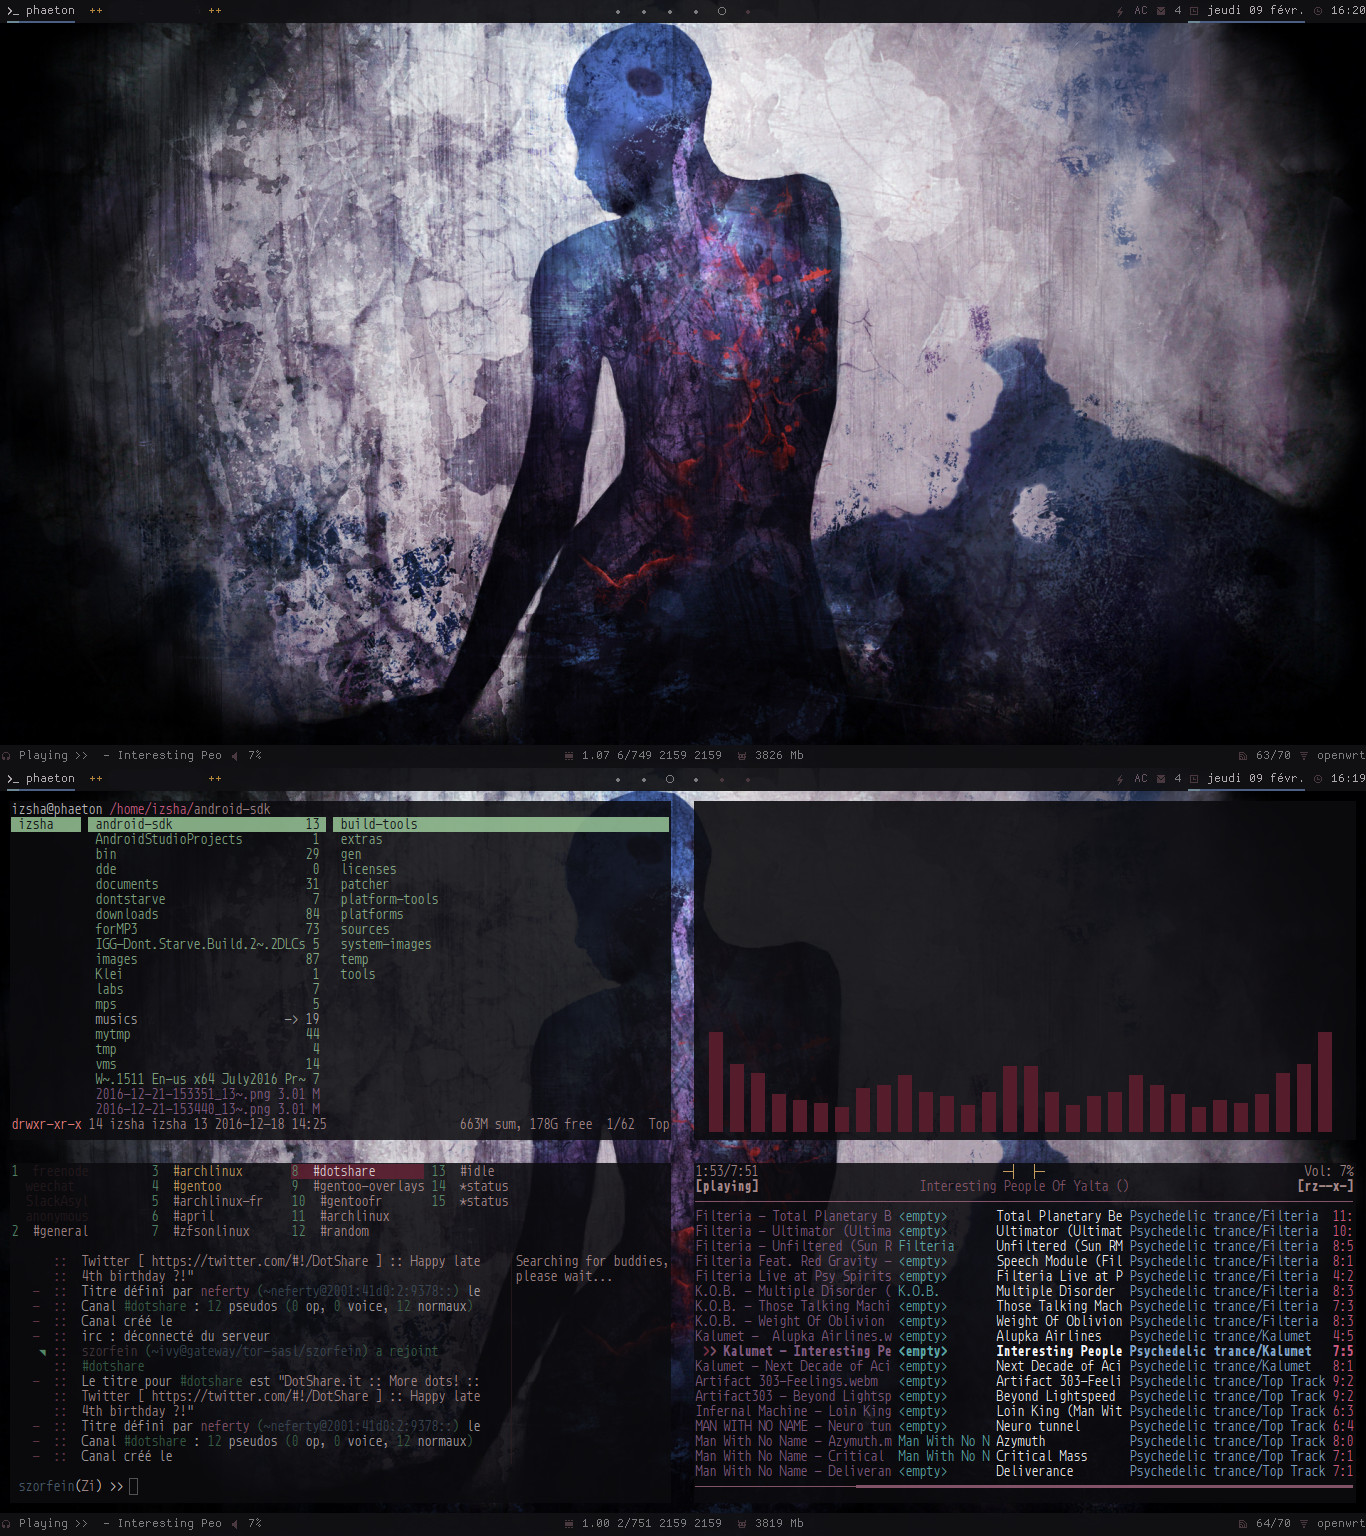 >_ phaeton ++ ++ AC 4 jeudi 09 févr. 16:20
Playing >> - Interesting Peo 7% 1.07 6/749 2159 2159 3826 Mb 63/70 openwrt
>_ phaeton ++ ++ AC 4 jeudi 09 févr. 16:19
izsha@phaeton /home/izsha/android-sdk
izsha android-sdk 13 build-tools
AndroidStudioProjects 1 extras
bin 29 gen
dde 0 licenses
documents 31 patcher
dontstarve 7 platform-tools
downloads 84 platforms
forMP3 73 sources
IGG-Dont.Starve.Build.2~.2DLCs 5 system-images
images 87 temp
Klei 1 tools
labs 7
mps 5
musics -> 19
mytmp 44
tmp 4
vms 14
W~.1511 En-us x64 July2016 Pr~ 7
2016-12-21-153351_13~.png 3.01 M
2016-12-21-153440_13~.png 3.01 M
drwxr-xr-x 14 izsha izsha 13 2016-12-18 14:25 663M sum, 178G free 1/62 Top
1 freenode 3 #archlinux 8 #dotshare 13 #idle
weechat 4 #gentoo 9 #gentoo-overlays 14 *status
SlackAsyl 5 #archlinux-fr 10 #gentoofr 15 *status
anonymous 6 #april 11 #archlinux
2 #general 7 #zfsonlinux 12 #random
:: Twitter [ https://twitter.com/#!/DotShare ] :: Happy late
:: 4th birthday ?!"
- :: Titre défini par neferty (~neferty@2001:41d0:2:9378::) le
- :: Canal #dotshare : 12 pseudos (0 op, 0 voice, 12 normaux)
- :: Canal créé le
- :: irc : déconnecté du serveur
:: szorfein (~ivy@gateway/tor-sasl/szorfein) a rejoint
:: #dotshare
- :: Le titre pour #dotshare est "DotShare.it :: More dots! ::
:: Twitter [ https://twitter.com/#!/DotShare ] :: Happy late
:: 4th birthday ?!"
- :: Titre défini par neferty (~neferty@2001:41d0:2:9378::) le
- :: Canal #dotshare : 12 pseudos (0 op, 0 voice, 12 normaux)
- :: Canal créé le
szorfein(Zi) >>
Searching for buddies,
please wait...
1:53/7:51 Vol: 7%
[playing] Interesting People Of Yalta () [rz--x-]
Filteria - Total Planetary B <empty> Total Planetary Be Psychedelic trance/Filteria 11:
Filteria - Ultimator (Ultima <empty> Ultimator (Ultimat Psychedelic trance/Filteria 10:
Filteria - Unfiltered (Sun R Filteria Unfiltered (Sun RM Psychedelic trance/Filteria 8:5
Filteria Feat. Red Gravity - <empty> Speech Module (Fil Psychedelic trance/Filteria 8:1
Filteria Live at Psy Spirits <empty> Filteria Live at P Psychedelic trance/Filteria 4:2
K.O.B. - Multiple Disorder ( K.O.B. Multiple Disorder Psychedelic trance/Filteria 8:3
K.O.B. - Those Talking Machi <empty> Those Talking Mach Psychedelic trance/Filteria 7:3
K.O.B. - Weight Of Oblivion <empty> Weight Of Oblivion Psychedelic trance/Filteria 8:3
Kalumet - Alupka Airlines.w <empty> Alupka Airlines Psychedelic trance/Kalumet 4:5
>> Kalumet - Interesting Pe <empty> Interesting People Psychedelic trance/Kalumet 7:5
Kalumet - Next Decade of Aci <empty> Next Decade of Aci Psychedelic trance/Kalumet 8:1
Artifact 303-Feelings.webm <empty> Artifact 303-Feeli Psychedelic trance/Top Track 9:2
Artifact303 - Beyond Lightsp <empty> Beyond Lightspeed Psychedelic trance/Top Track 9:2
Infernal Machine - Loin King <empty> Loin King (Man Wit Psychedelic trance/Top Track 6:3
MAN WITH NO NAME - Neuro tun <empty> Neuro tunnel Psychedelic trance/Top Track 6:4
Man With No Name - Azymuth.m Man With No N Azymuth Psychedelic trance/Top Track 8:0
Man With No Name - Critical Man With No N Critical Mass Psychedelic trance/Top Track 7:1
Man With No Name - Deliveran <empty> Deliverance Psychedelic trance/Top Track 7:1
Playing >> - Interesting Peo 7% 1.00 2/751 2159 2159 3819 Mb 64/70 openwrt